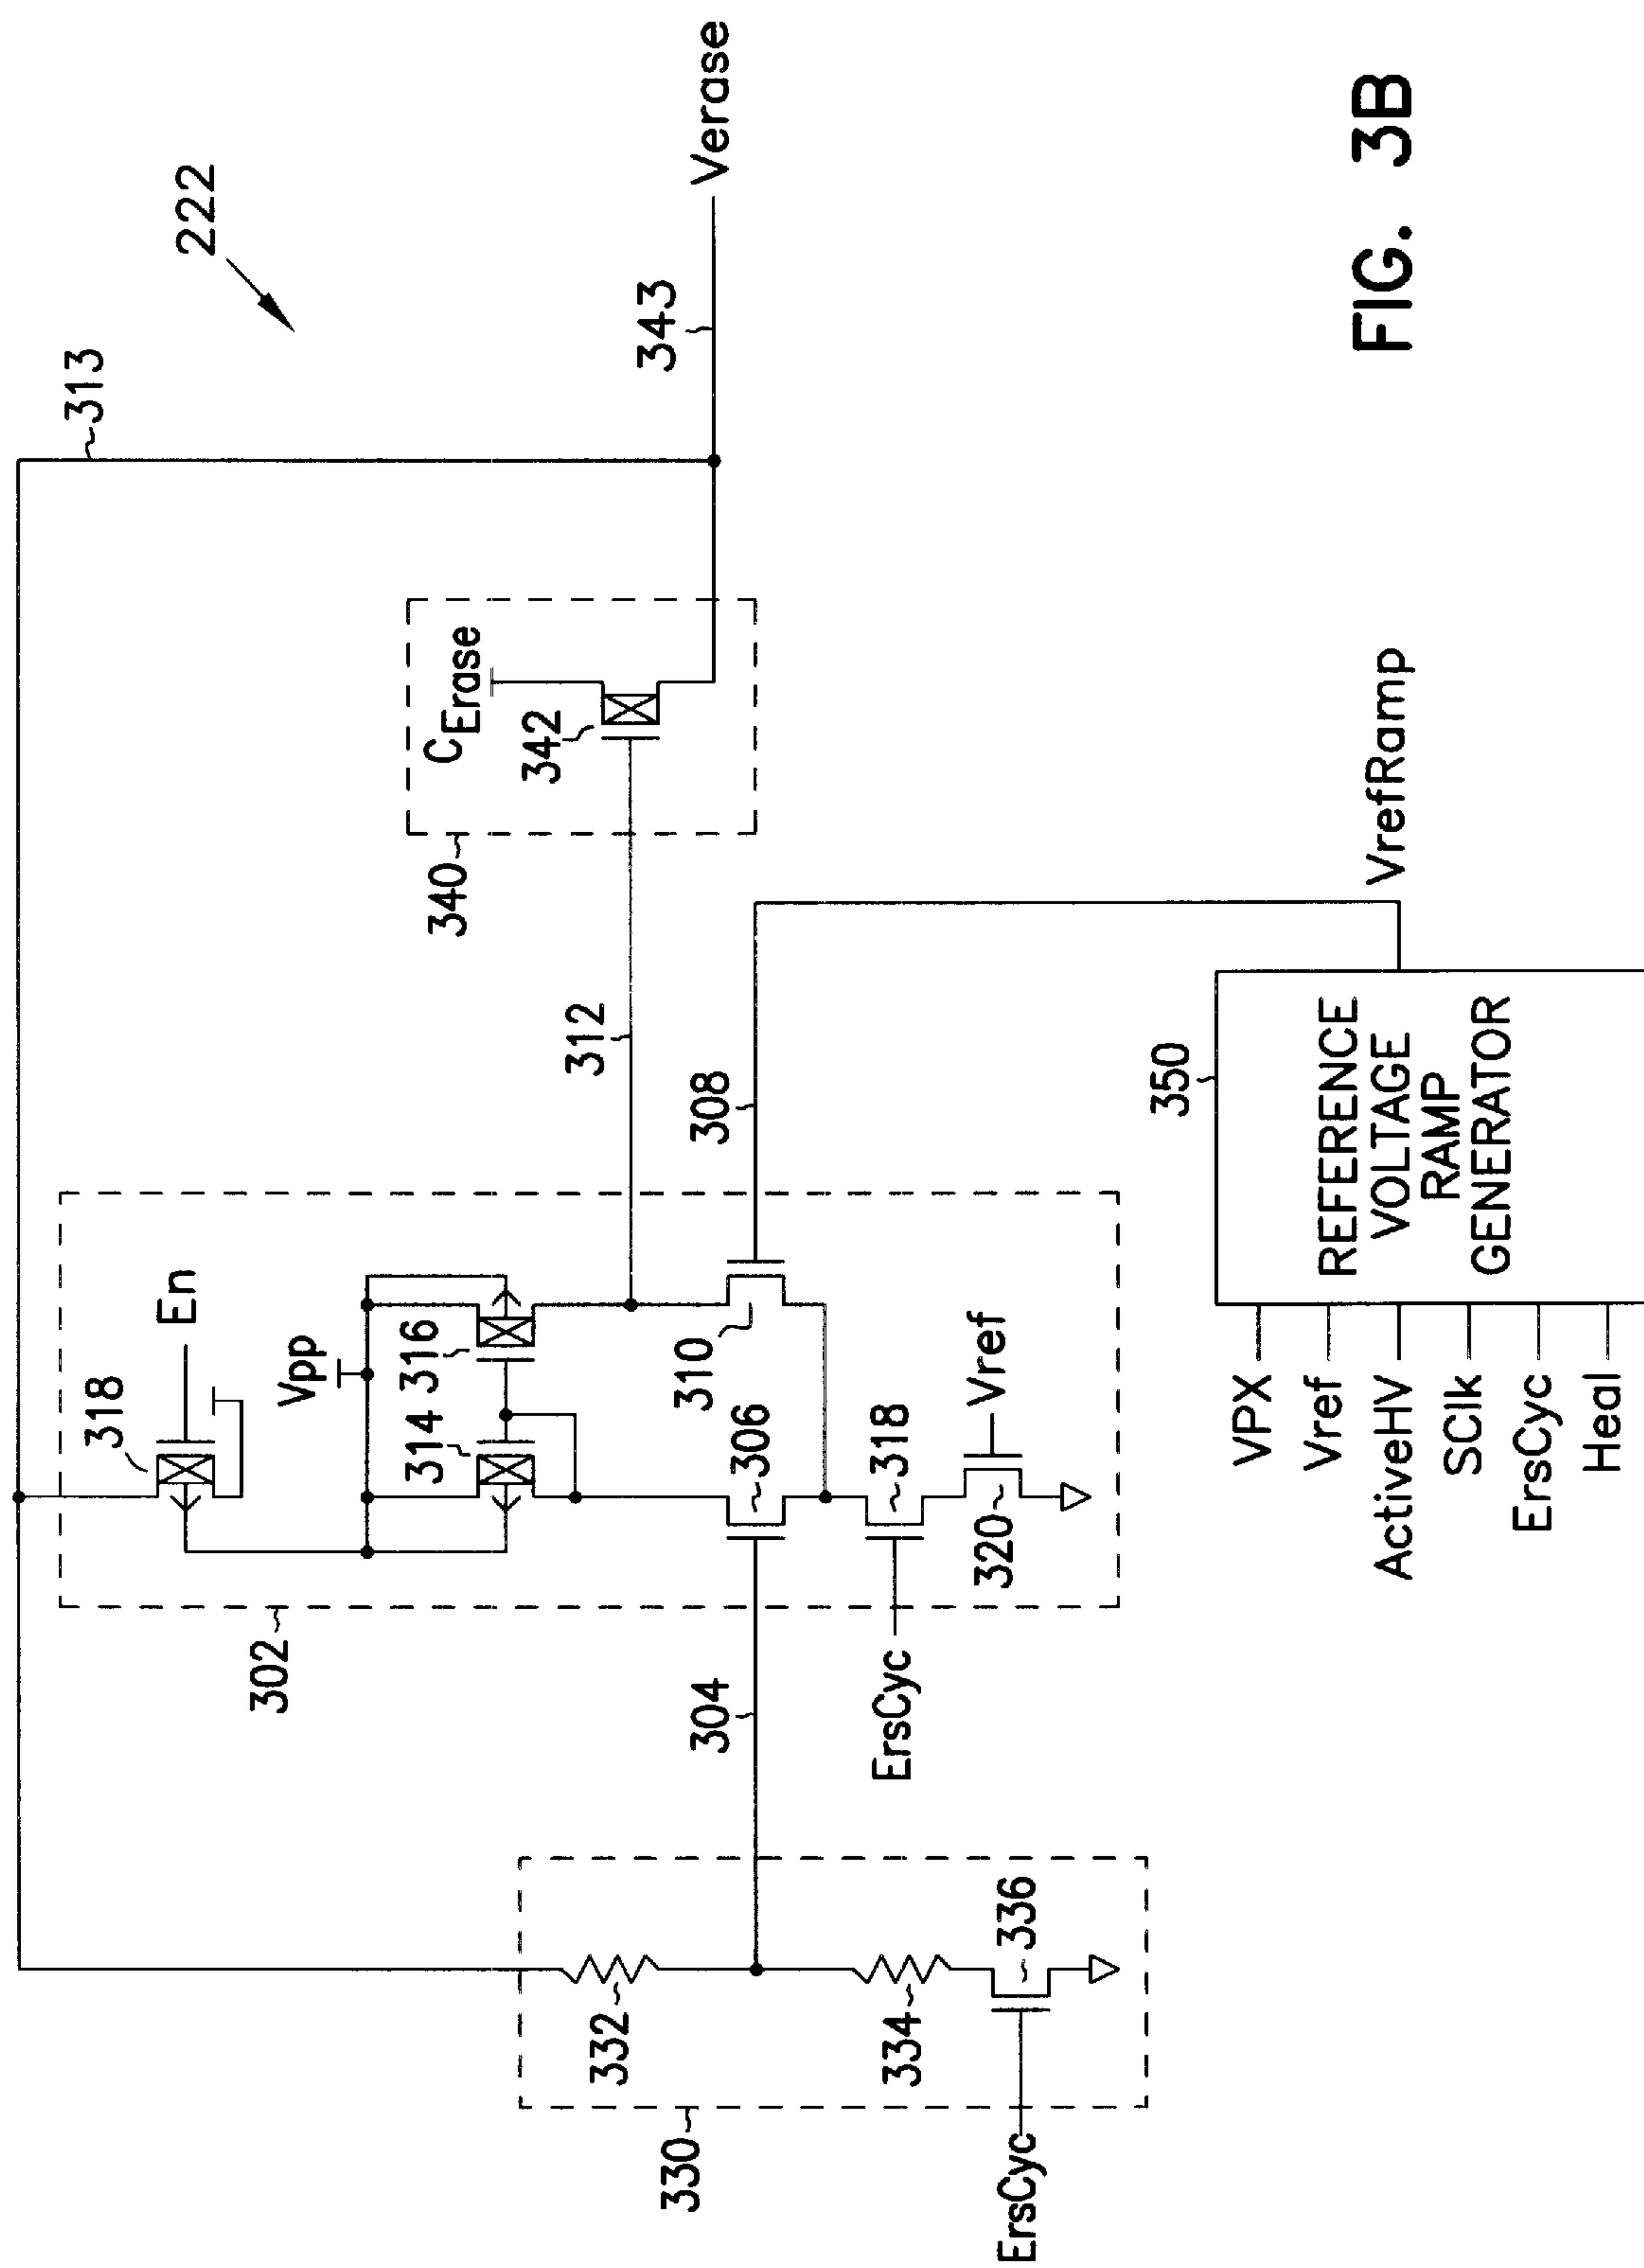 313
222
318
En
Vpp
314
316
C_Erase
342
340
Verase
343
302
312
332
304
306
310
308
330
334
336
ErsCyc
ErsCyc
318
320
Vref
VPX
Vref
ActiveHV
SClk
ErsCyc
Heal
350
REFERENCE
VOLTAGE
RAMP
GENERATOR
VrefRamp
FIG. 3B